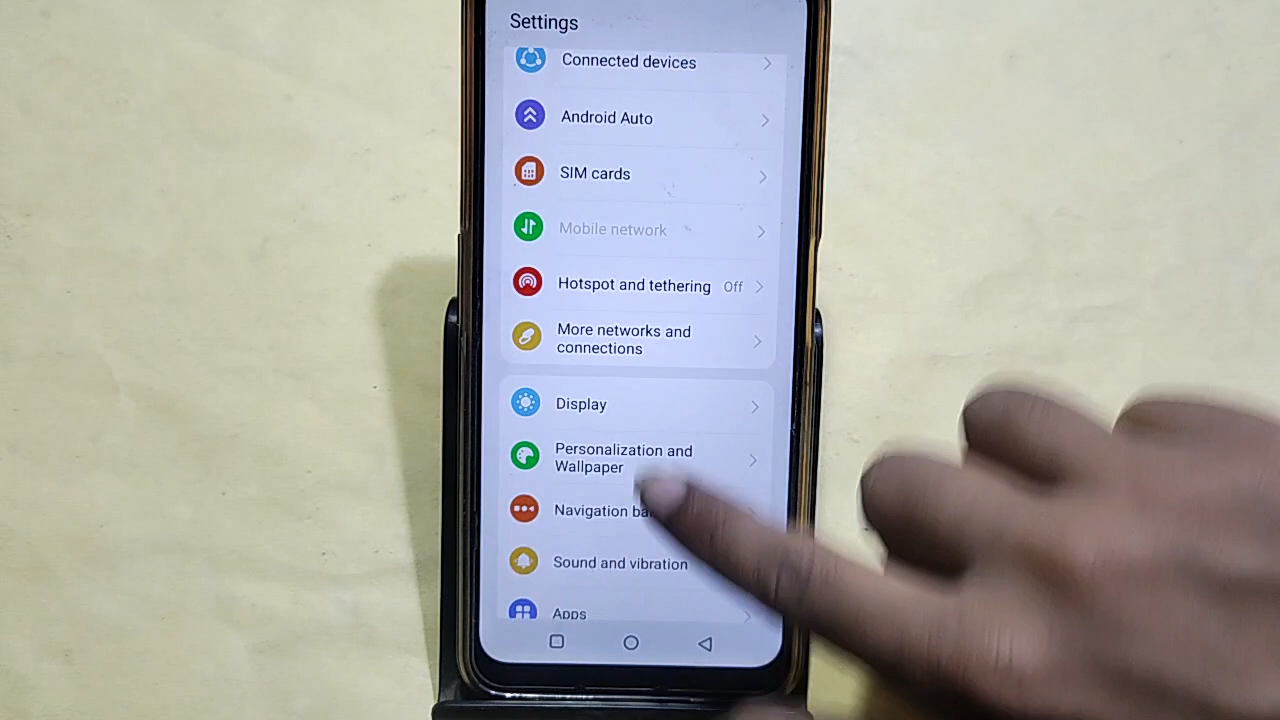 Settings
Connected devices
Android Auto
SIM cards
Mobile network
Hotspot and tethering Off
More networks and
connections
Display
Personalization and
Wallpaper
Navigation
Sound and vibration
Apps